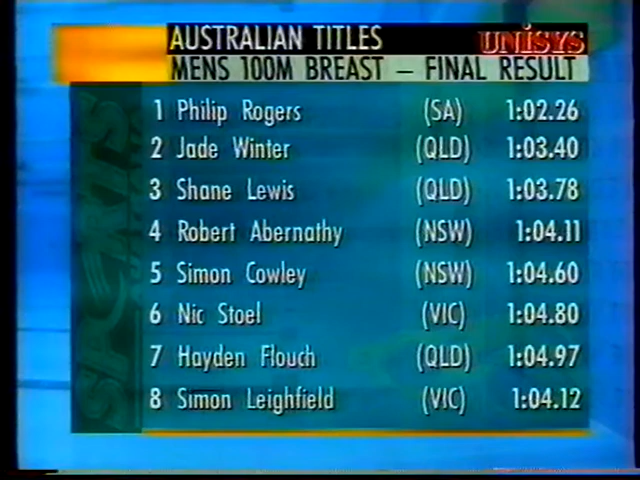 AUSTRALIAN TITLES UNISYS
MENS 100M BREAST – FINAL RESULT
1 Philip Rogers (SA) 1:02.26
2 Jade Winter (QLD) 1:03.40
3 Shane Lewis (QLD) 1:03.78
4 Robert Abernathy (NSW) 1:04.11
5 Simon Cowley (NSW) 1:04.60
6 Nic Stoel (VIC) 1:04.80
7 Hayden Flouch (QLD) 1:04.97
8 Simon Leighfield (VIC) 1:04.12
SPORTS